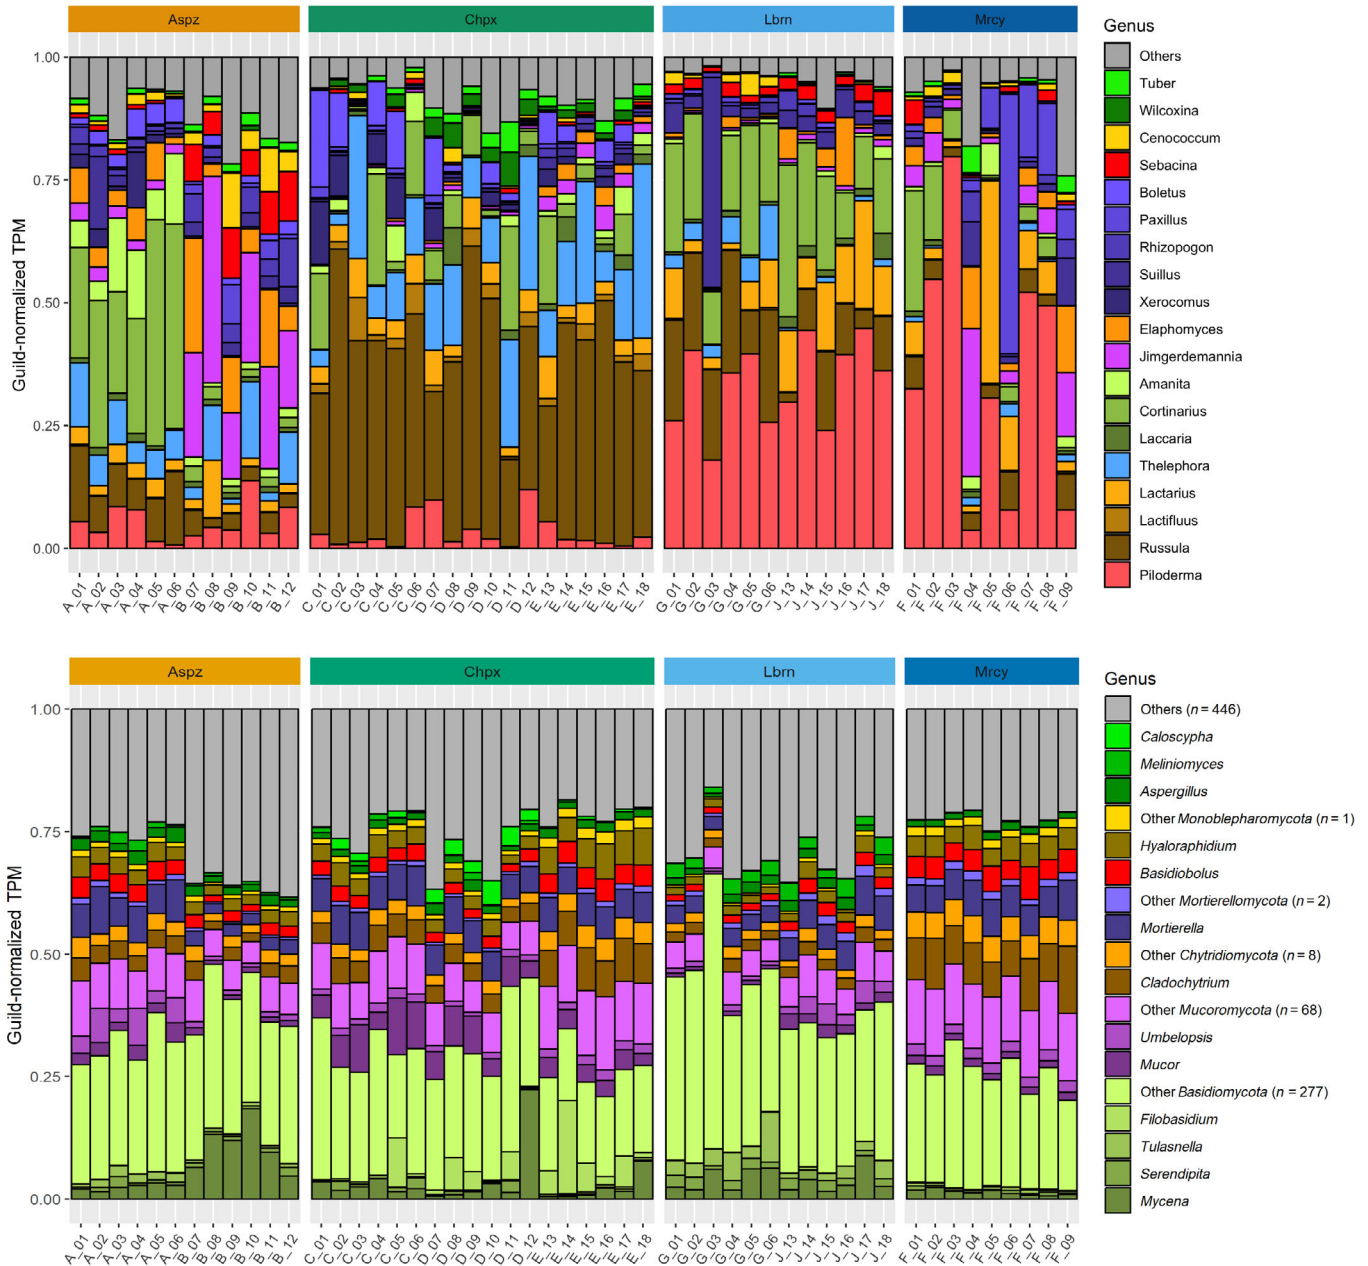 Aspz
Chpx
Lbrn
Mrcy
Guild-normalized TPM
1.00
0.75
0.50
0.25
0.00
A_01
A_02
A_03
A_04
A_05
A_06
B_07
B_08
B_09
B_10
B_11
B_12
C_01
C_02
C_03
C_04
C_05
C_06
D_07
D_08
D_09
D_10
D_11
D_12
E_13
E_14
E_15
E_16
E_17
E_18
G_01
G_02
G_03
G_04
G_05
G_06
J_13
J_14
J_15
J_16
J_17
J_18
F_01
F_02
F_03
F_04
F_05
F_06
F_07
F_08
F_09
Genus
Others
Tuber
Wilcoxina
Cenococcum
Sebacina
Boletus
Paxillus
Rhizopogon
Suillus
Xerocomus
Elaphomyces
Jimgerdemannia
Amanita
Cortinarius
Laccaria
Thelephora
Lactarius
Lactifluus
Russula
Piloderma
Aspz
Chpx
Lbrn
Mrcy
Guild-normalized TPM
1.00
0.75
0.50
0.25
0.00
A_01
A_02
A_03
A_04
A_05
A_06
B_07
B_08
B_09
B_10
B_11
B_12
C_01
C_02
C_03
C_04
C_05
C_06
D_07
D_08
D_09
D_10
D_11
D_12
E_13
E_14
E_15
E_16
E_17
E_18
G_01
G_02
G_03
G_04
G_05
G_06
J_13
J_14
J_15
J_16
J_17
J_18
F_01
F_02
F_03
F_04
F_05
F_06
F_07
F_08
F_09
Genus
Others (n = 446)
Caloscypha
Meliniomyces
Aspergillus
Other Monoblepharomycota (n = 1)
Hyaloraphidium
Basidiobolus
Other Mortierellomycota (n = 2)
Mortierella
Other Chytridiomycota (n = 8)
Cladochytrium
Other Mucoromycota (n = 68)
Umbelopsis
Mucor
Other Basidiomycota (n = 277)
Filobasidium
Tulasnella
Serendipita
Mycena